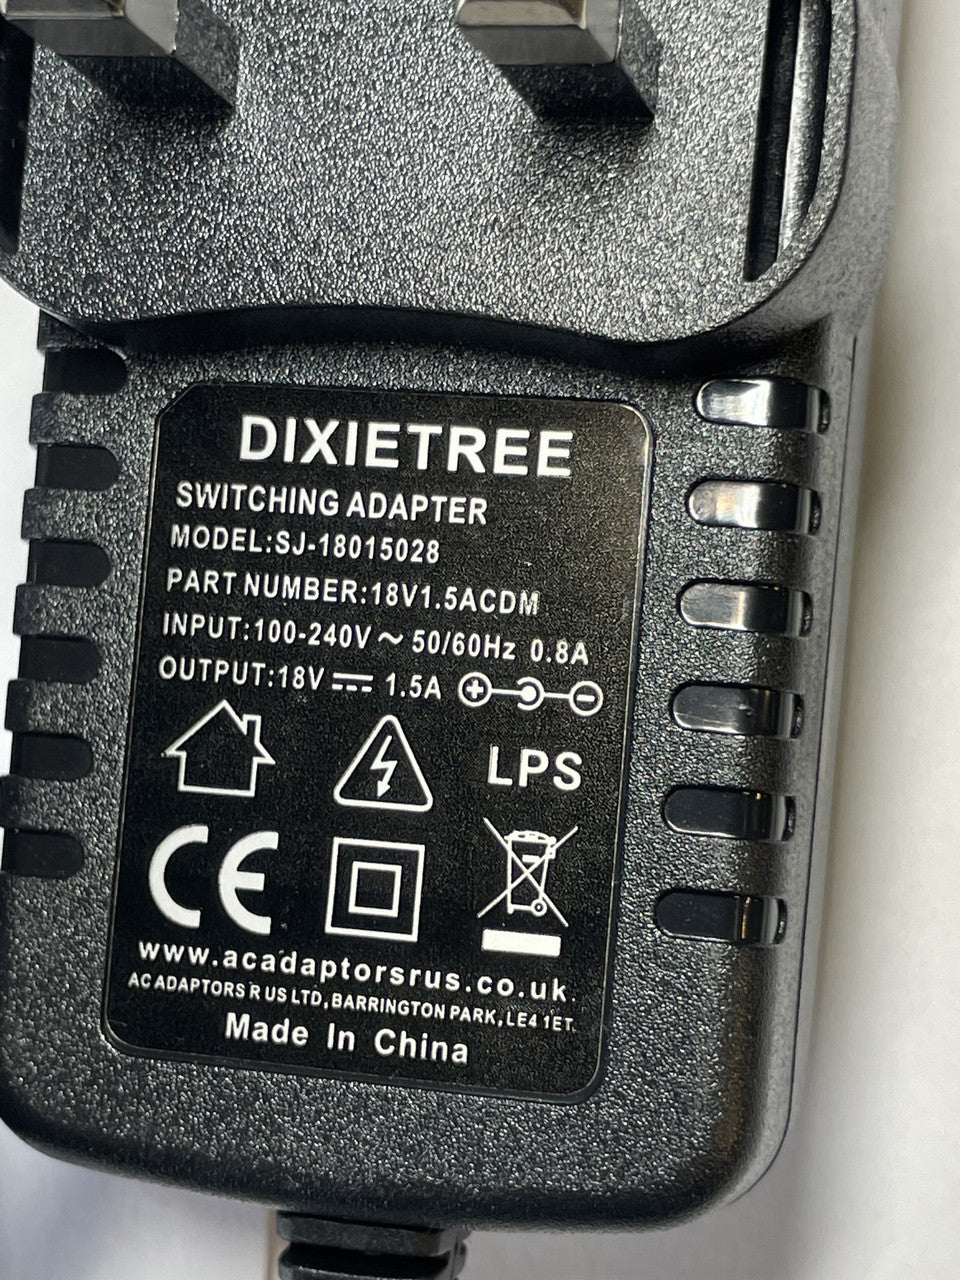 DIXIETREE
SWITCHING ADAPTER
MODEL:SJ-18015028
PART NUMBER:18V1.5ACDM
INPUT:100-240V ~ 50/60Hz 0.8A
OUTPUT:18V ⎓ 1.5A
LPS
CE
www.acadaptorsrus.co.uk
AC ADAPTORS R US LTD, BARRINGTON PARK, LE4 1ET.
Made In China